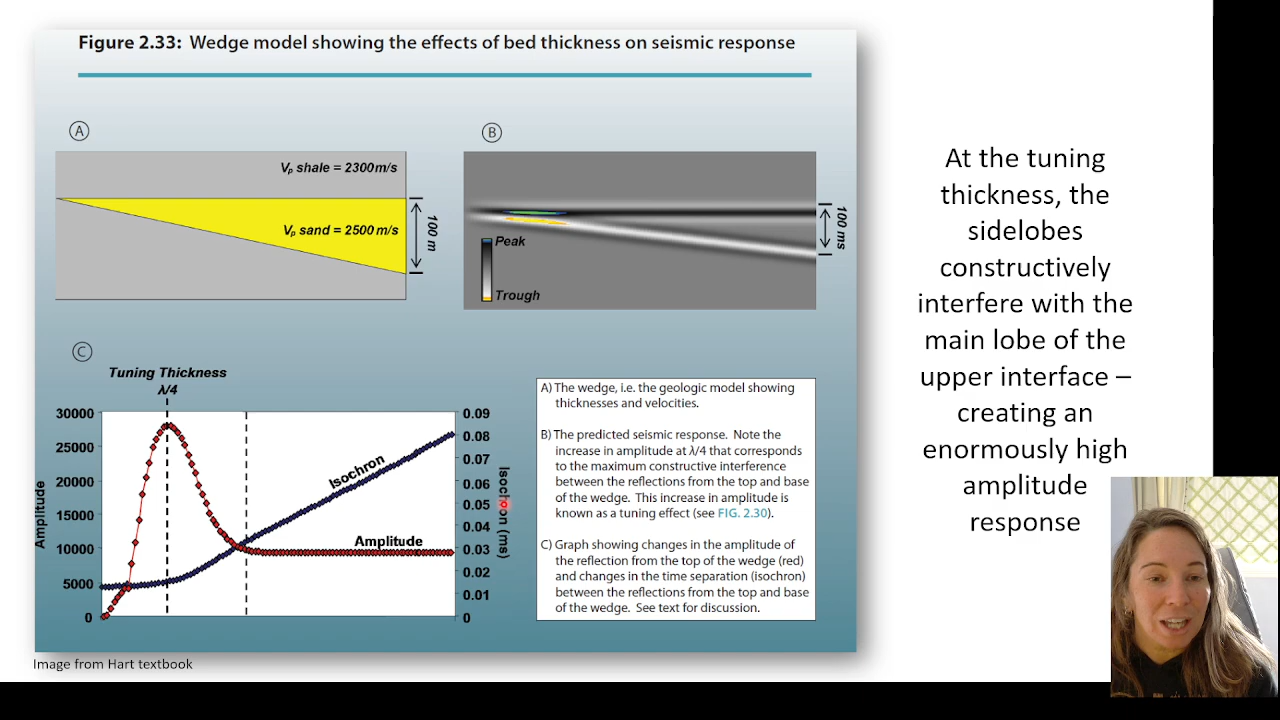 Figure 2.33: Wedge model showing the effects of bed thickness on seismic response
A
Vp shale = 2300m/s
Vp sand = 2500 m/s
100 m
B
Peak
Trough
100 ms
C
Tuning Thickness
λ/4
30000
25000
20000
15000
10000
5000
0
Amplitude
Isochron
Amplitude
0.09
0.08
0.07
0.06
0.05
0.04
0.03
0.02
0.01
0
Isochron (ms)
A) The wedge, i.e. the geologic model showing
thicknesses and velocities.
B) The predicted seismic response. Note the
increase in amplitude at λ/4 that corresponds
to the maximum constructive interference
between the reflections from the top and base
of the wedge. This increase in amplitude is
known as a tuning effect (see FIG. 2.30).
C) Graph showing changes in the amplitude of
the reflection from the top of the wedge (red)
and changes in the time separation (isochron)
between the reflections from the top and base
of the wedge. See text for discussion.
Image from Hart textbook
At the tuning
thickness, the
sidelobes
constructively
interfere with the
main lobe of the
upper interface –
creating an
enormously high
amplitude
response